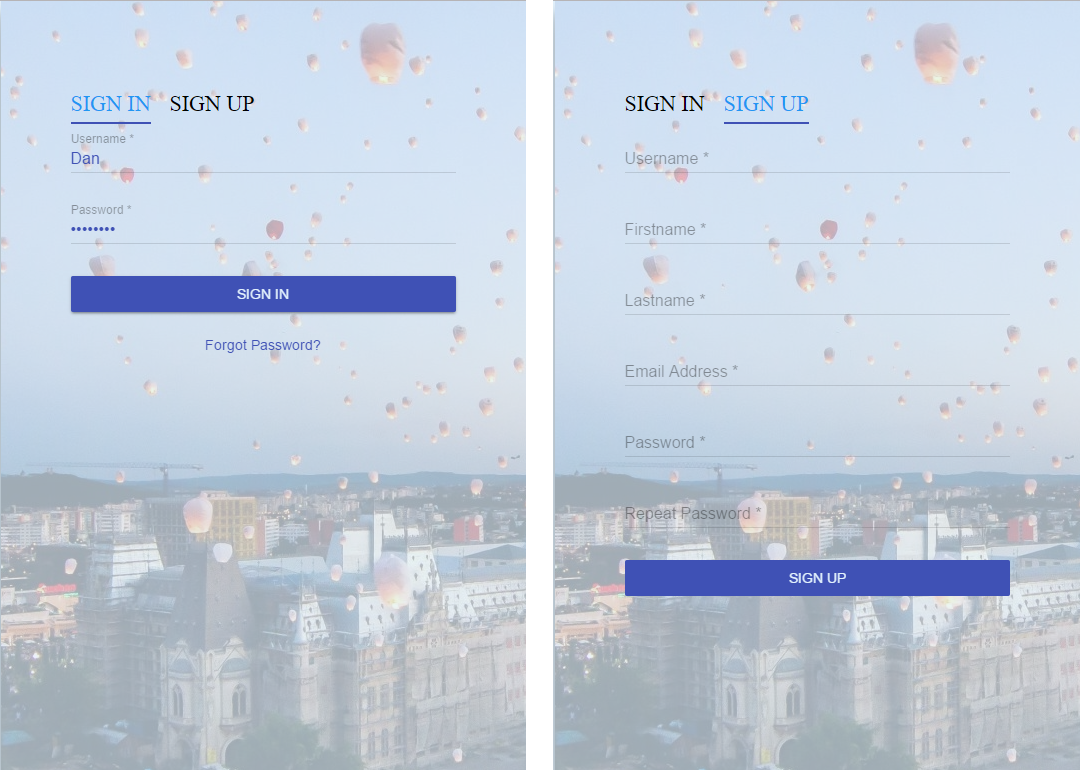 SIGN IN SIGN UP
Username *
Dan
Password *
••••••••
SIGN IN
Forgot Password?
SIGN IN SIGN UP
Username *
Firstname *
Lastname *
Email Address *
Password *
Repeat Password *
SIGN UP